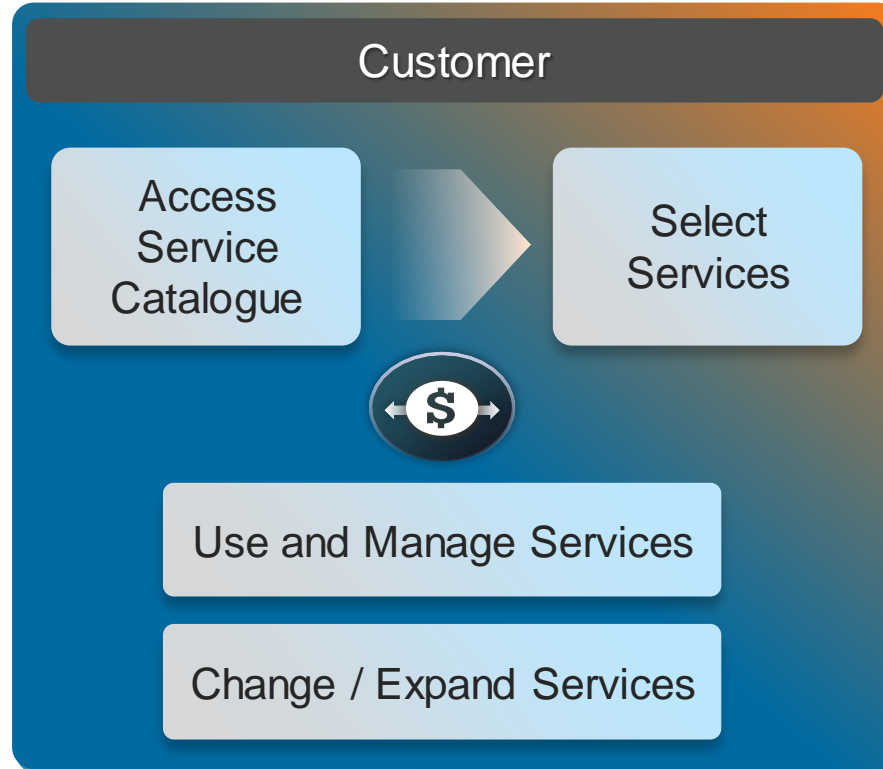 Customer
Access
Service
Catalogue
Select
Services
$
Use and Manage Services
Change / Expand Services